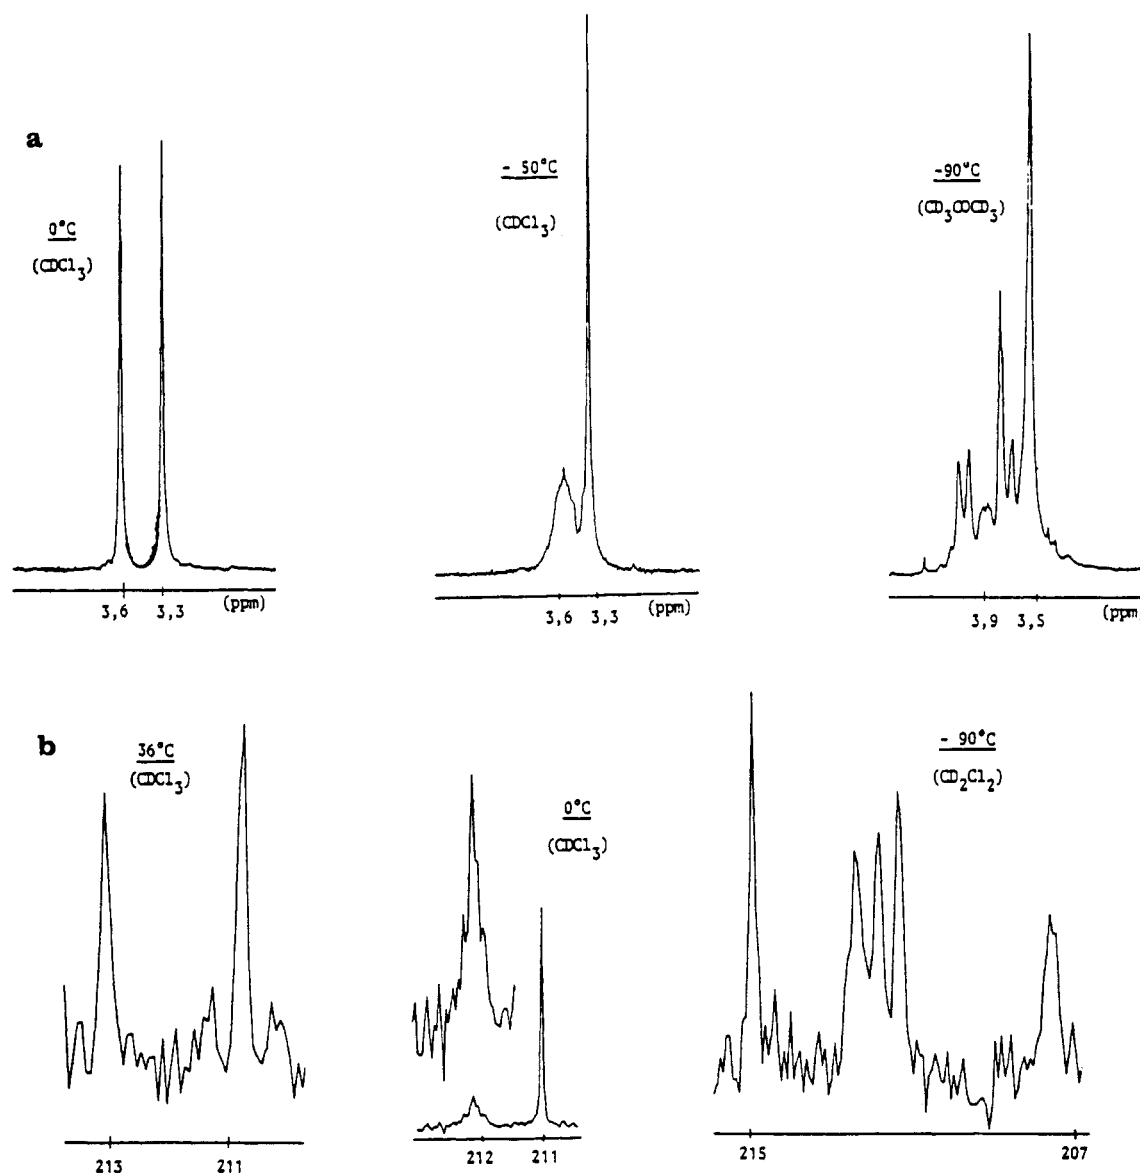 a
0°C
(CDCl3)
- 50°C
(CDCl3)
-90°C
(CD3COCD3)
3,6 3,3 (ppm)
3,6 3,3 (ppm)
3,9 3,5 (ppm)
b
36°C
(CDCl3)
0°C
(CDCl3)
- 90°C
(CD2Cl2)
213 211
212 211
215 207